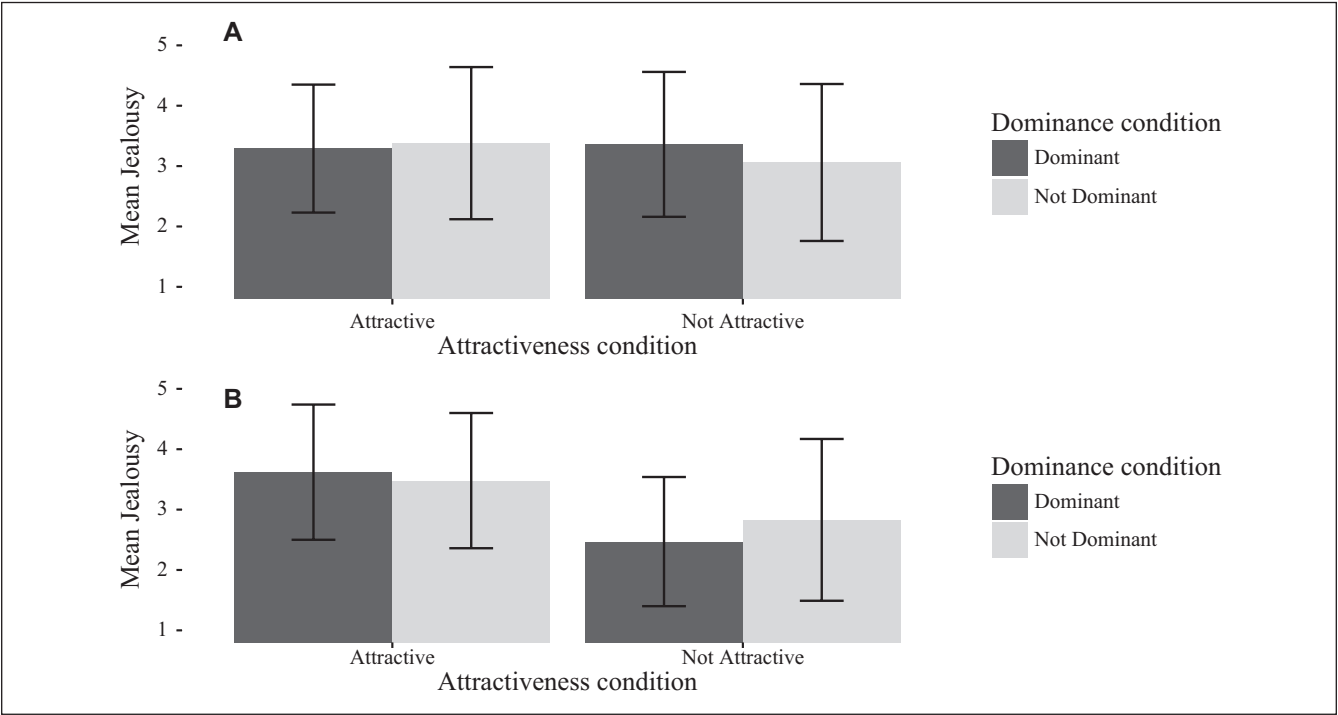 A
5
4
3
2
1
Mean Jealousy
Attractive
Not Attractive
Attractiveness condition
Dominance condition
Dominant
Not Dominant
B
5
4
3
2
1
Mean Jealousy
Attractive
Not Attractive
Attractiveness condition
Dominance condition
Dominant
Not Dominant